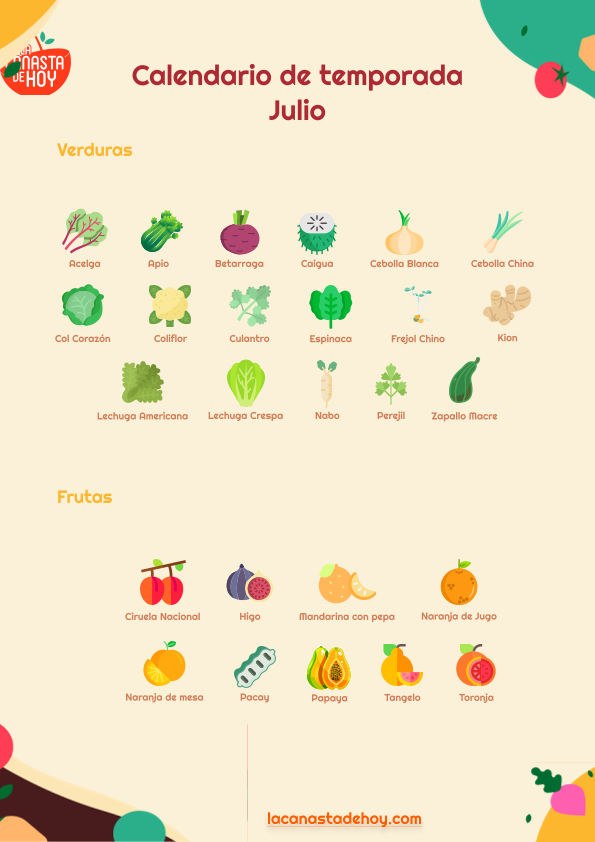 LA
CANASTA
DE HOY
Calendario de temporada
Julio
Verduras
Acelga
Apio
Betarraga
Caigua
Cebolla Blanca
Cebolla China
Col Corazón
Coliflor
Culantro
Espinaca
Frejol Chino
Kion
Lechuga Americana
Lechuga Crespa
Nabo
Perejil
Zapallo Macre
Frutas
Ciruela Nacional
Higo
Mandarina con pepa
Naranja de Jugo
Naranja de mesa
Pacay
Papaya
Tangelo
Toronja
lacanastadehoy.com